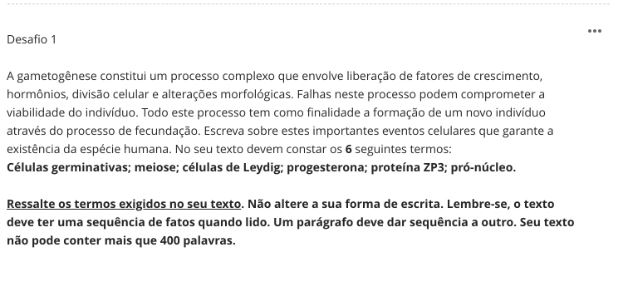 Desafio 1
A gametogênese constitui um processo complexo que envolve liberação de fatores de crescimento,
hormônios, divisão celular e alterações morfológicas. Falhas neste processo podem comprometer a
viabilidade do indivíduo. Todo este processo tem como finalidade a formação de um novo indivíduo
através do processo de fecundação. Escreva sobre estes importantes eventos celulares que garante a
existência da espécie humana. No seu texto devem constar os 6 seguintes termos:
Células germinativas; meiose; células de Leydig; progesterona; proteína ZP3; pró-núcleo.
Ressalte os termos exigidos no seu texto. Não altere a sua forma de escrita. Lembre-se, o texto
deve ter uma sequência de fatos quando lido. Um parágrafo deve dar sequência a outro. Seu texto
não pode conter mais que 400 palavras.